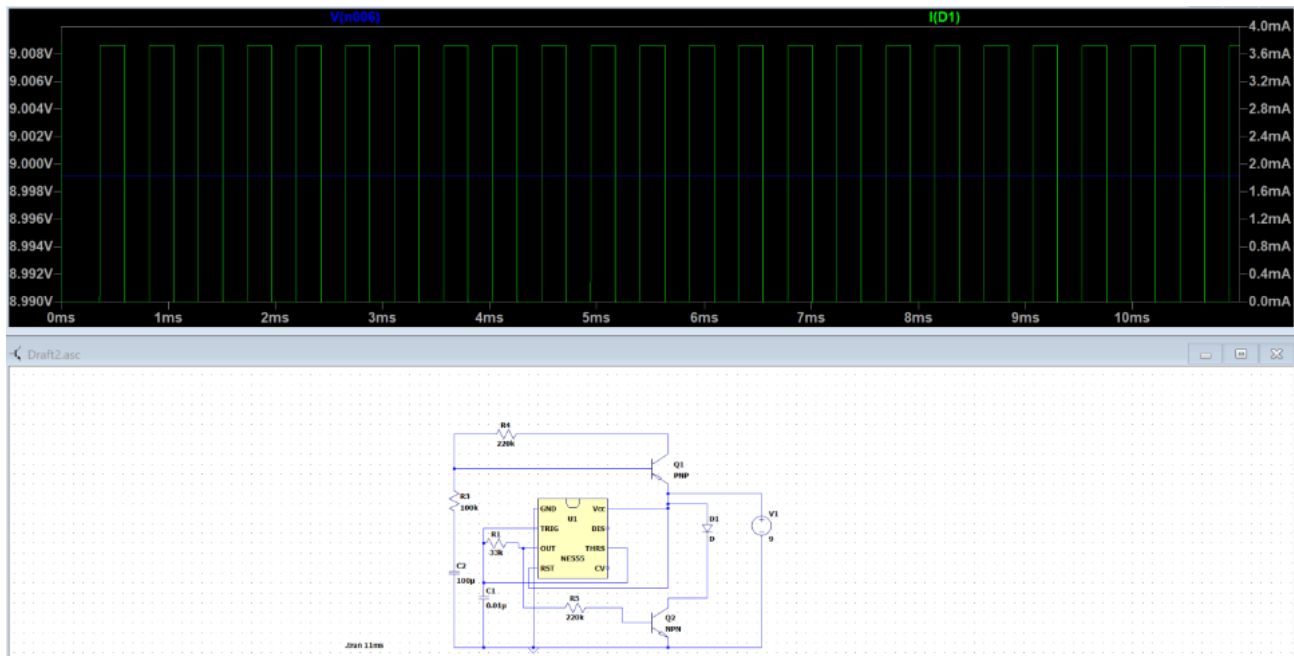 V(n006) I(D1)
9.008V 4.0mA
9.006V 3.6mA
9.004V 3.2mA
9.002V 2.8mA
9.000V 2.4mA
8.998V 2.0mA
8.996V 1.6mA
8.994V 1.2mA
8.992V 0.8mA
8.990V 0.4mA
0.0mA
0ms 1ms 2ms 3ms 4ms 5ms 6ms 7ms 8ms 9ms 10ms
Draft2.asc
R4
220k
Q1
PNP
R3
100k
GND Vcc
U1
V1
9
D1
D
TRIG DIS
R1
33k
OUT THRS
NE555
RST CV
C2
100µ
C1
0.01µ
R5
220k
Q2
NPN
.tran 11ms